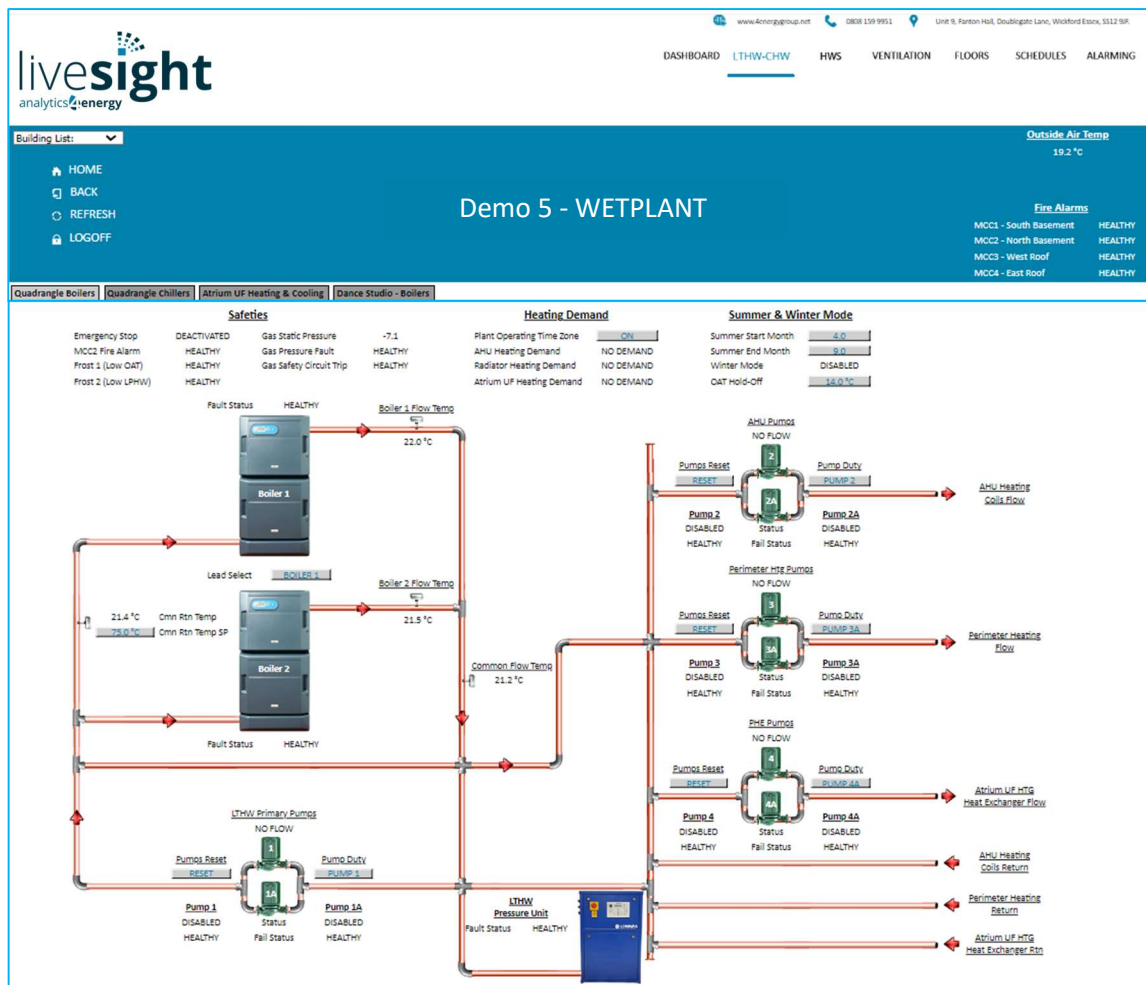 www.4energygroup.net 0808 159 9951 Unit 9, Fanton Hall, Doublegate Lane, Wickford Essex, SS12 9JF.
livesight
analytics4energy
DASHBOARD LTHW-CHW HWS VENTILATION FLOORS SCHEDULES ALARMING
Building List:
HOME
BACK
REFRESH
LOGOFF
Demo 5 - WETPLANT
Outside Air Temp
19.2 °C
Fire Alarms
MCC1 - South Basement HEALTHY
MCC2 - North Basement HEALTHY
MCC3 - West Roof HEALTHY
MCC4 - East Roof HEALTHY
Quadrangle Boilers Quadrangle Chillers Atrium UF Heating & Cooling Dance Studio - Boilers
Safeties
Emergency Stop DEACTIVATED Gas Static Pressure -7.1
MCC2 Fire Alarm HEALTHY Gas Pressure Fault HEALTHY
Frost 1 (Low OAT) HEALTHY Gas Safety Circuit Trip HEALTHY
Frost 2 (Low LPHW) HEALTHY
Heating Demand
Plant Operating Time Zone ON
AHU Heating Demand NO DEMAND
Radiator Heating Demand NO DEMAND
Atrium UF Heating Demand NO DEMAND
Summer & Winter Mode
Summer Start Month 4.0
Summer End Month 9.0
Winter Mode DISABLED
OAT Hold-Off 14.0 °C
Fault Status HEALTHY
Boiler 1 Flow Temp
22.0 °C
Boiler 1
Lead Select BOILER 1
Boiler 2 Flow Temp
21.5 °C
21.4 °C Cmn Rtn Temp
75.0 °C Cmn Rtn Temp SP
Boiler 2
Common Flow Temp
21.2 °C
Fault Status HEALTHY
AHU Pumps
NO FLOW
2
Pumps Reset Pump Duty
RESET PUMP 2
2A
AHU Heating
Coils Flow
Pump 2 Pump 2A
DISABLED Status DISABLED
HEALTHY Fail Status HEALTHY
Perimeter Htg Pumps
NO FLOW
3
Pumps Reset Pump Duty
RESET PUMP 3A
3A
Perimeter Heating
Flow
Pump 3 Pump 3A
DISABLED Status DISABLED
HEALTHY Fail Status HEALTHY
PHE Pumps
NO FLOW
4
Pumps Reset Pump Duty
RESET PUMP 4A
4A
Atrium UF HTG
Heat Exchanger Flow
Pump 4 Pump 4A
DISABLED Status DISABLED
HEALTHY Fail Status HEALTHY
LTHW Primary Pumps
NO FLOW
1
Pumps Reset Pump Duty
RESET PUMP 1
1A
Pump 1 Pump 1A
DISABLED Status DISABLED
HEALTHY Fail Status HEALTHY
LTHW
Pressure Unit
Fault Status HEALTHY
AHU Heating
Coils Return
Perimeter Heating
Return
Atrium UF HTG
Heat Exchanger Rtn